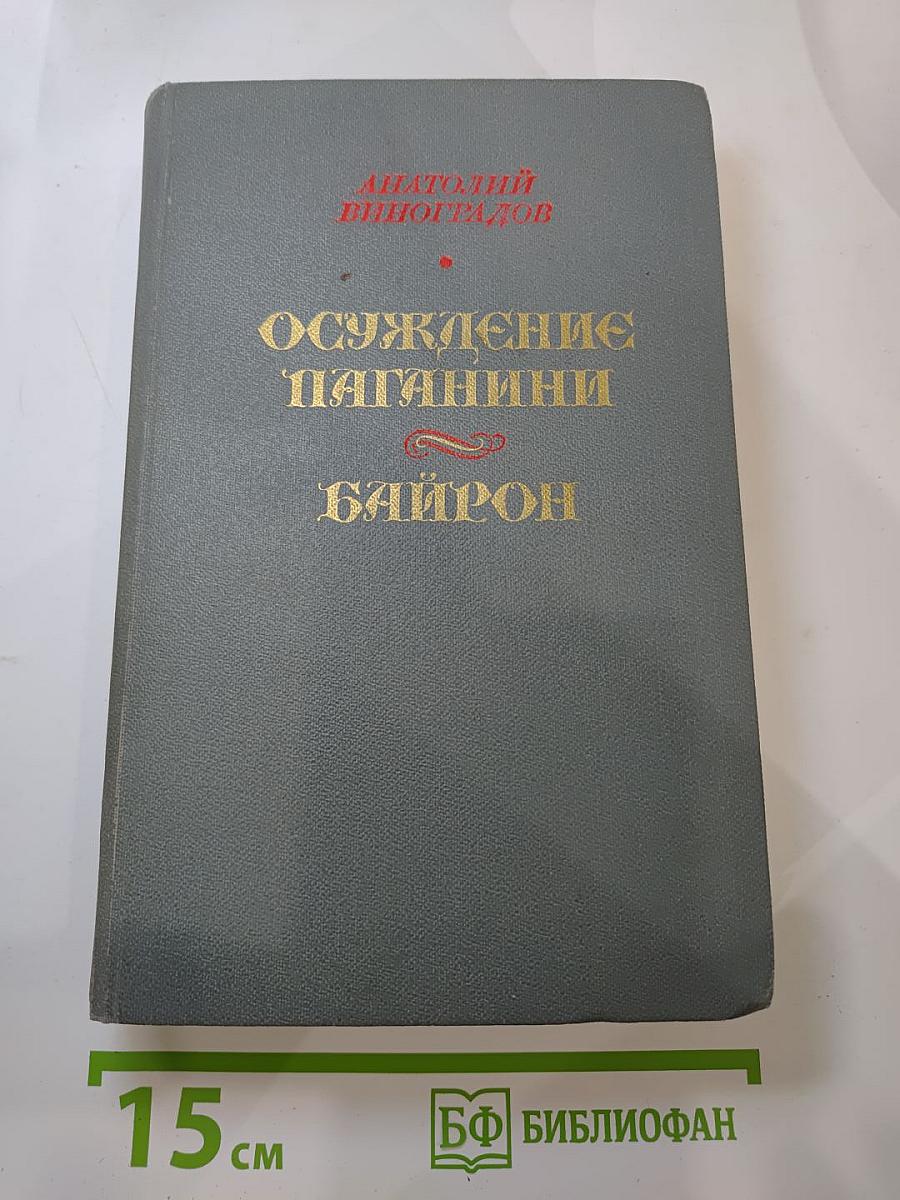 АНАТОЛИЙ
ВИНОГРАДОВ
ОСУЖДЕНИЕ
ПАГАНИНИ
БАЙРОН
15 см
БФ БИБЛИОФАН